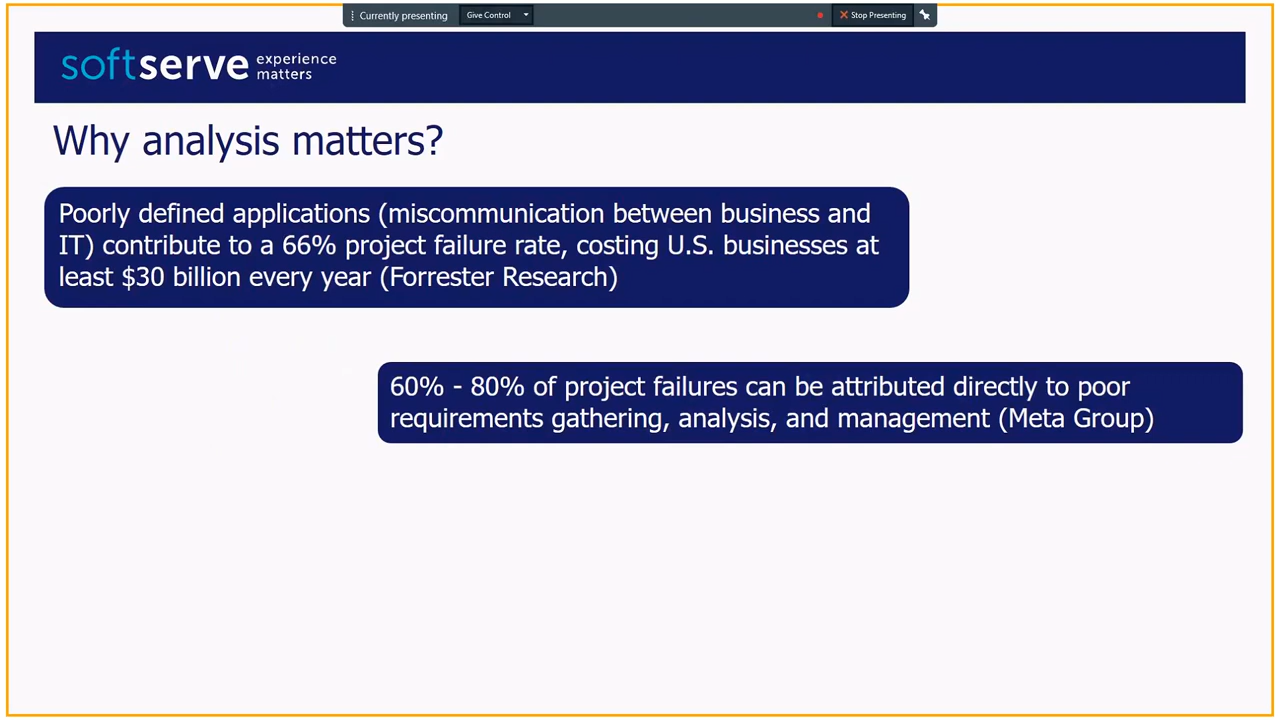 Currently presenting Give Control Stop Presenting
softserve experience
matters
Why analysis matters?
Poorly defined applications (miscommunication between business and
IT) contribute to a 66% project failure rate, costing U.S. businesses at
least $30 billion every year (Forrester Research)
60% - 80% of project failures can be attributed directly to poor
requirements gathering, analysis, and management (Meta Group)